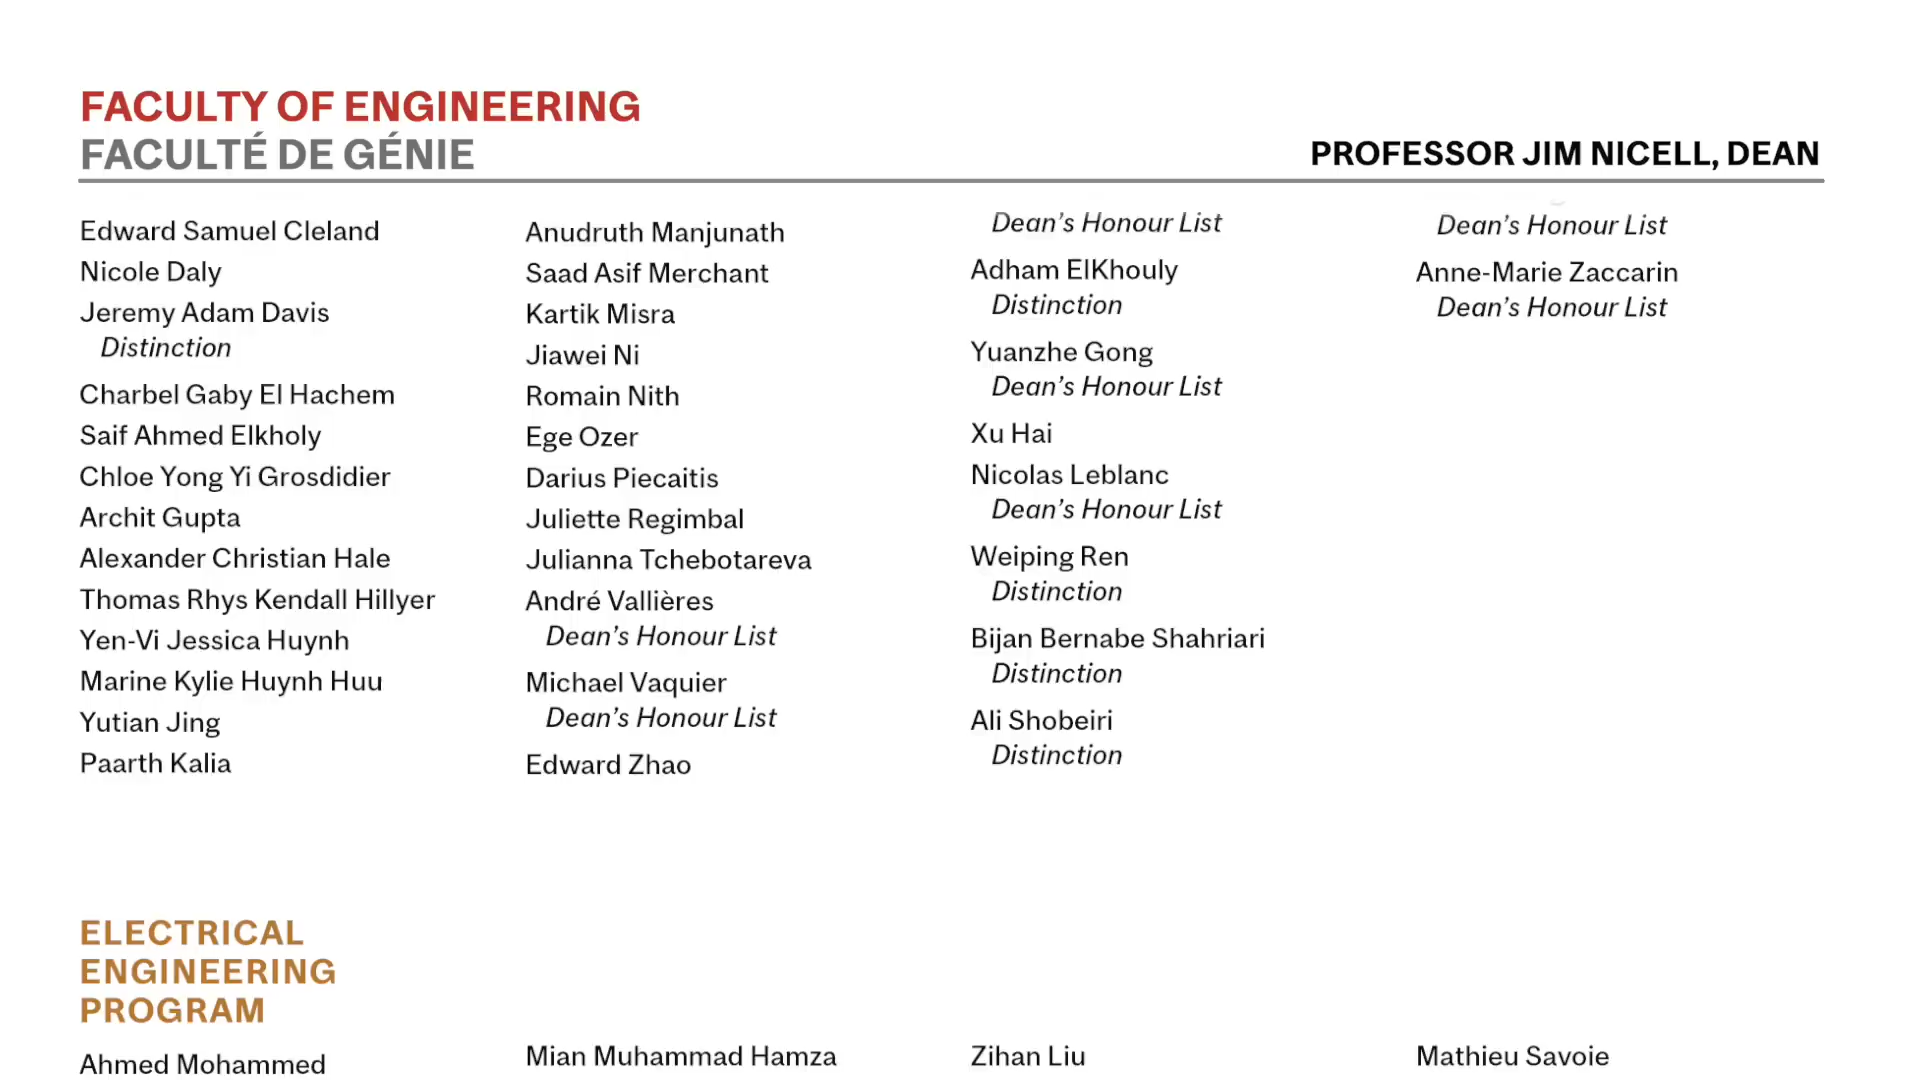 FACULTY OF ENGINEERING
FACULTÉ DE GÉNIE
PROFESSOR JIM NICELL, DEAN
Edward Samuel Cleland
Nicole Daly
Jeremy Adam Davis
Distinction
Charbel Gaby El Hachem
Saif Ahmed Elkholy
Chloe Yong Yi Grosdidier
Archit Gupta
Alexander Christian Hale
Thomas Rhys Kendall Hillyer
Yen-Vi Jessica Huynh
Marine Kylie Huynh Huu
Yutian Jing
Paarth Kalia
Anudruth Manjunath
Saad Asif Merchant
Kartik Misra
Jiawei Ni
Romain Nith
Ege Ozer
Darius Piecaitis
Juliette Regimbal
Julianna Tchebotareva
André Vallières
Dean's Honour List
Michael Vaquier
Dean's Honour List
Edward Zhao
Dean's Honour List
Adham ElKhouly
Distinction
Yuanzhe Gong
Dean's Honour List
Xu Hai
Nicolas Leblanc
Dean's Honour List
Weiping Ren
Distinction
Bijan Bernabe Shahriari
Distinction
Ali Shobeiri
Distinction
Dean's Honour List
Anne-Marie Zaccarin
Dean's Honour List
ELECTRICAL
ENGINEERING
PROGRAM
Ahmed Mohammed
Mian Muhammad Hamza
Zihan Liu
Mathieu Savoie